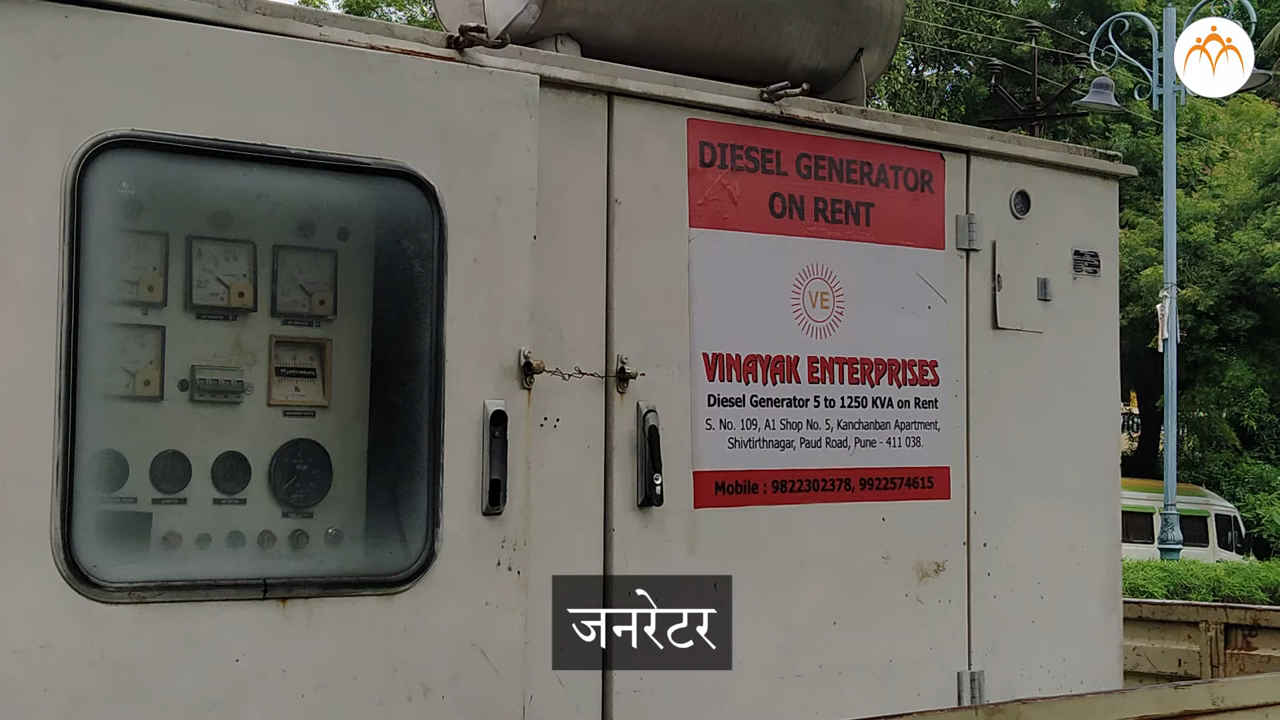 DIESEL GENERATOR
ON RENT
VE
VINAYAK ENTERPRISES
Diesel Generator 5 to 1250 KVA on Rent
S. No. 109, A1 Shop No. 5, Kanchanban Apartment,
Shivtirthnagar, Paud Road, Pune - 411 038.
Mobile : 9822302378, 9922574615
जनरेटर